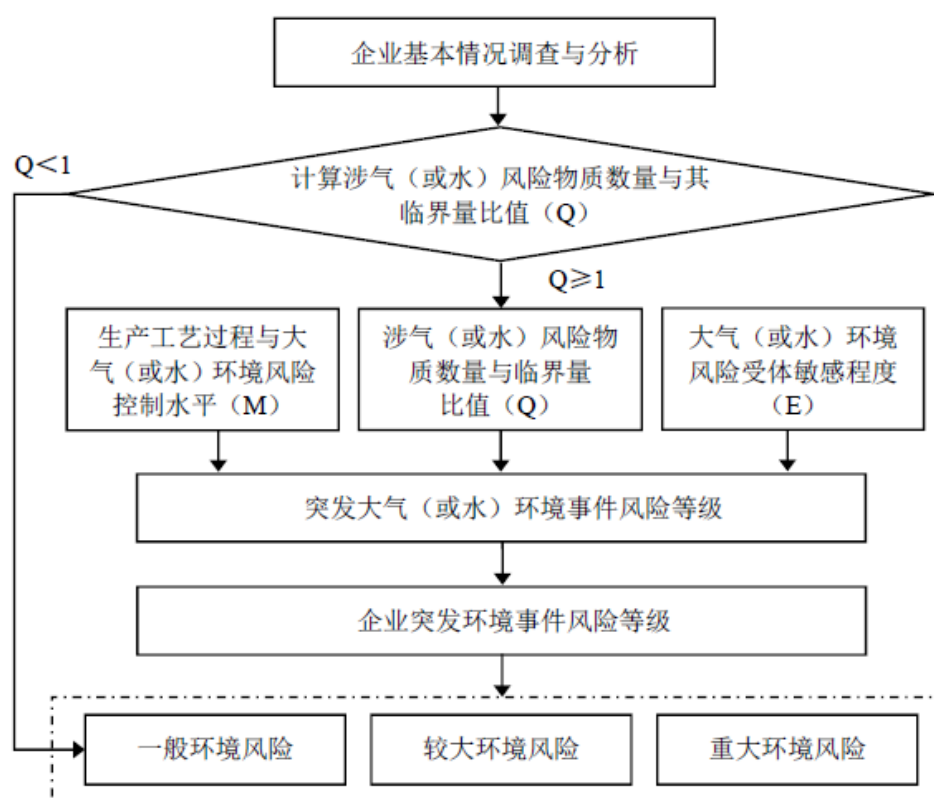 企业基本情况调查与分析
Q＜1
计算涉气（或水）风险物质数量与其
临界量比值（Q）
Q≥1
生产工艺过程与大
气（或水）环境风险
控制水平（M）
涉气（或水）风险物
质数量与临界量
比值（Q）
大气（或水）环境
风险受体敏感程度
（E）
突发大气（或水）环境事件风险等级
企业突发环境事件风险等级
一般环境风险
较大环境风险
重大环境风险